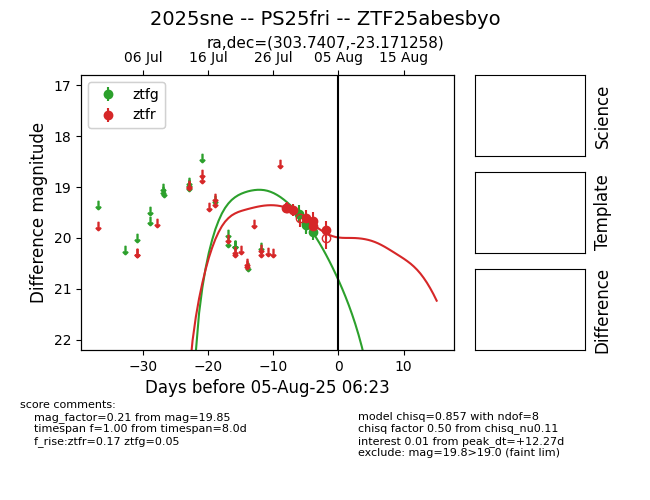 2025sne -- PS25fri -- ZTF25abesbyo
ra,dec=(303.7407,-23.171258)
06 Jul 16 Jul 26 Jul 05 Aug 15 Aug
ztfg
ztfr
17
18
19
20
21
22
Difference magnitude
−30 −20 −10 0 10
Days before 05-Aug-25 06:23
Science
Template
Difference
score comments:
mag_factor=0.21 from mag=19.85
timespan f=1.00 from timespan=8.0d
f_rise:ztfr=0.17 ztfg=0.05
model chisq=0.857 with ndof=8
chisq factor 0.50 from chisq_nu0.11
interest 0.01 from peak_dt=+12.27d
exclude: mag=19.8>19.0 (faint lim)